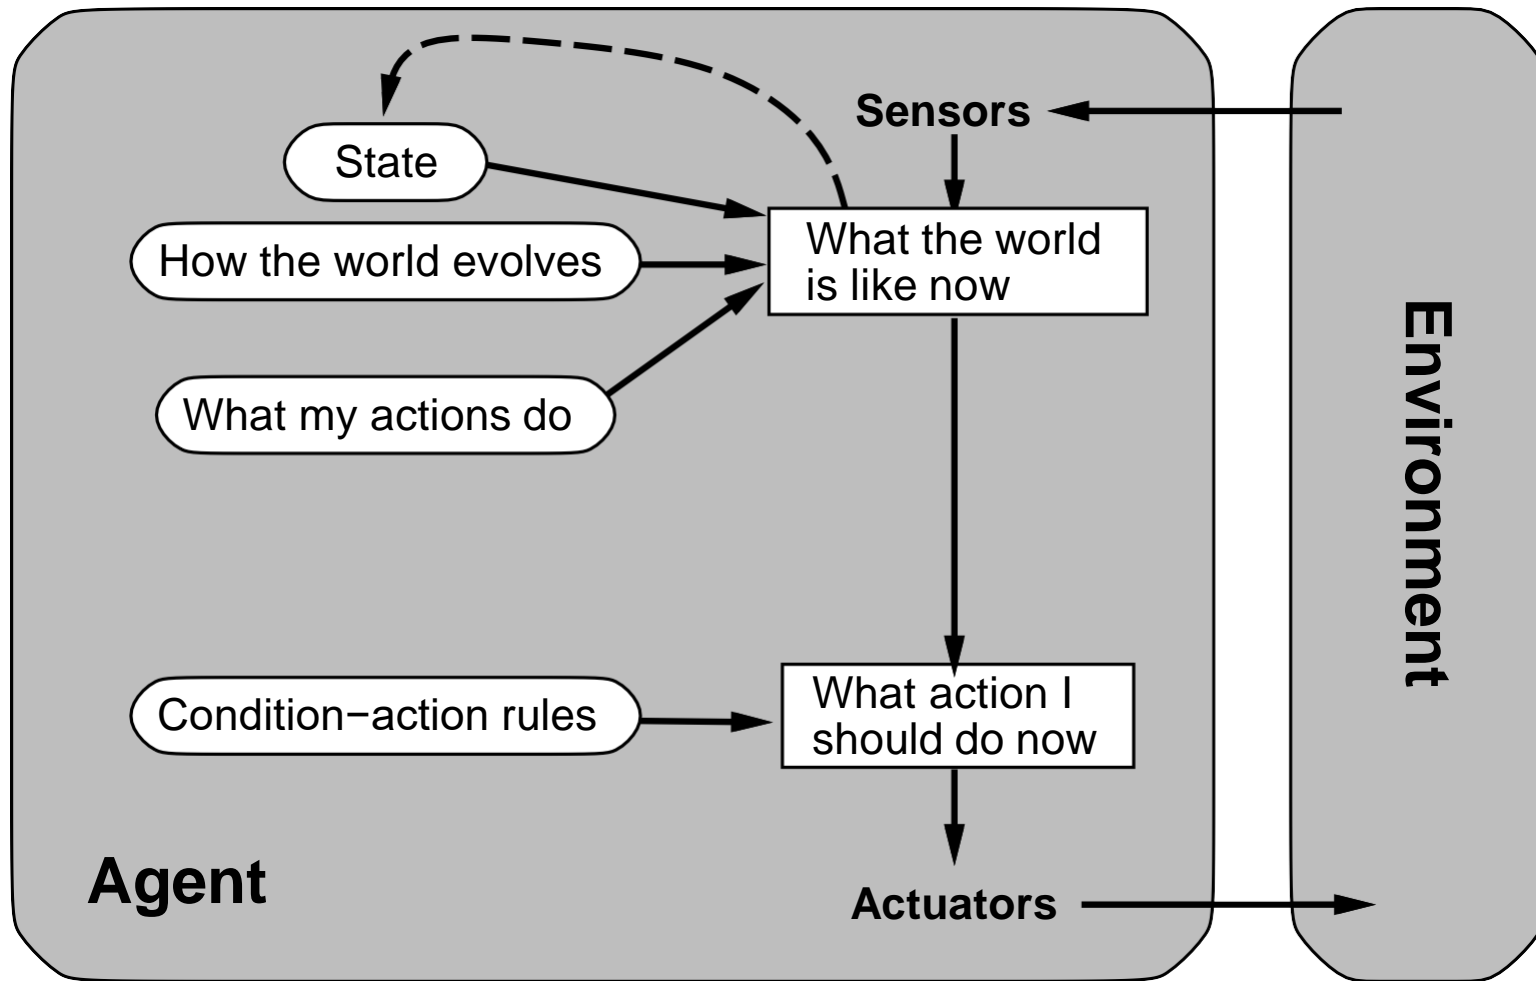 Sensors
State
What the world
is like now
How the world evolves
What my actions do
Environment
Condition−action rules
What action I
should do now
Agent
Actuators